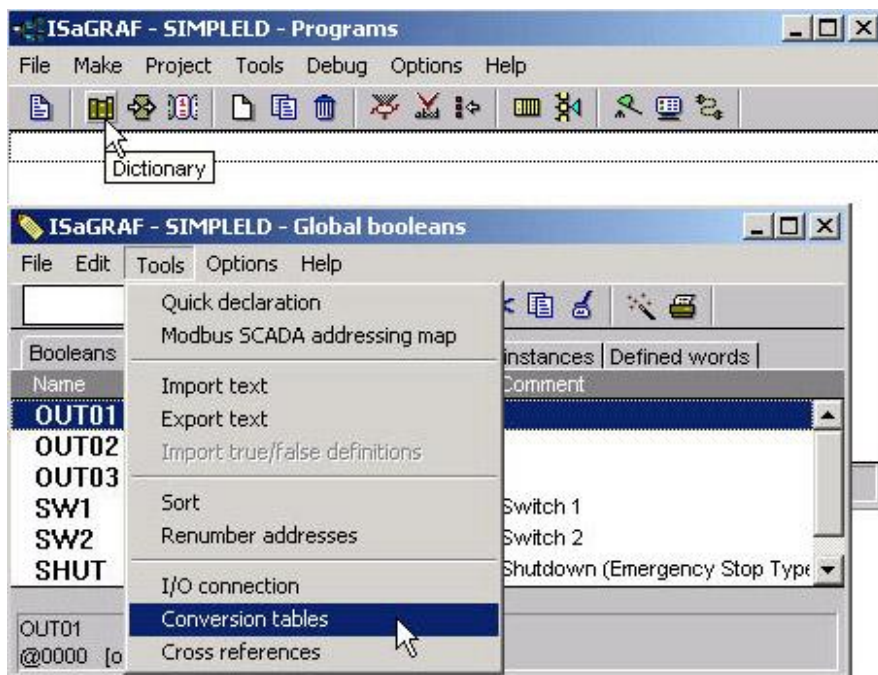 ISaGRAF - SIMPLELD - Programs
File Make Project Tools Debug Options Help
Dictionary
ISaGRAF - SIMPLELD - Global booleans
File Edit Tools Options Help
Quick declaration
Modbus SCADA addressing map
Import text
Export text
Import true/false definitions
Sort
Renumber addresses
I/O connection
Conversion tables
Cross references
Booleans instances Defined words
Name Comment
OUT01
OUT02
OUT03
SW1 Switch 1
SW2 Switch 2
SHUT Shutdown (Emergency Stop Type
OUT01
@0000 [o